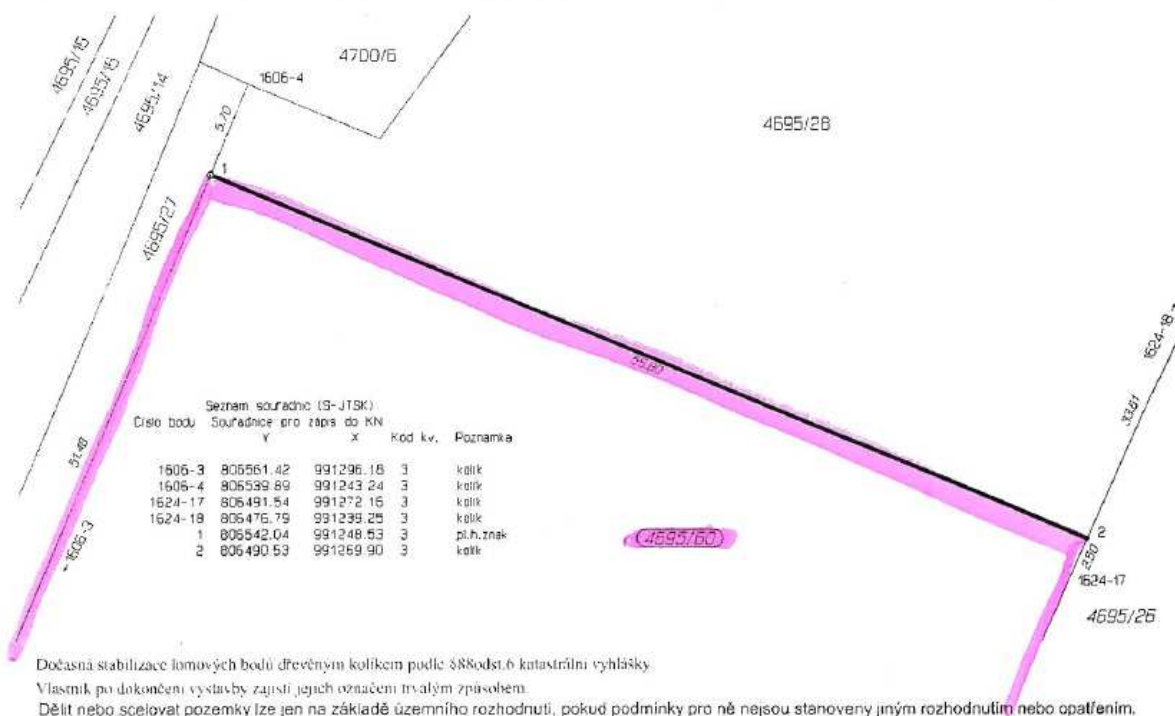 4695/15
4695/15
4695/14
4700/6
1606-4
5.70
4695/28
1
4695/27
1624-18
55.80
33.61
51.48
Seznam souřadnic (S-JTSK)
Číslo bodu Souřadnice pro zápis do KN
Y X Kód kv. Poznámka
1606-3 806561.42 991296.18 3 kolík
1606-4 806539.89 991243.24 3 kolík
1624-17 806491.54 991272.16 3 kolík
1624-18 806476.79 991239.25 3 kolík
1 806542.04 991248.53 3 pl.h.znak
2 806490.53 991269.90 3 kolík
1606-3
4695/60
2
2.50
1624-17
4695/26
Dočasná stabilizace lomových bodů dřevěným kolíkem podle §88odst.6 katastrální vyhlášky
Vlastník po dokončení výstavby zajistí jejich označení trvalým způsobem.
Dělit nebo scelovat pozemky lze jen na základě územního rozhodnutí, pokud podmínky pro ně nejsou stanoveny jiným rozhodnutím nebo opatřením.